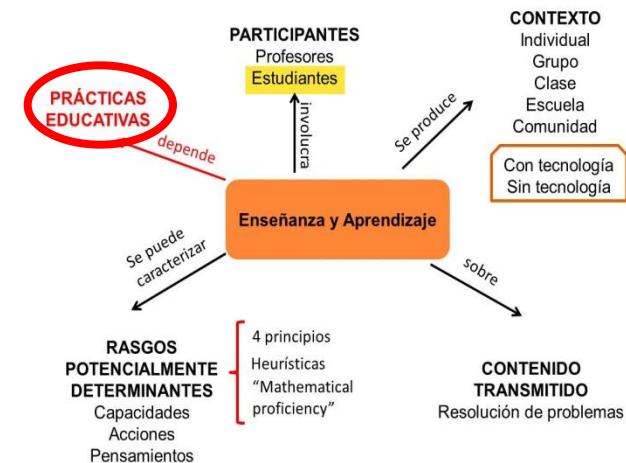 CONTEXTO
Individual
Grupo
Clase
Escuela
Comunidad
Con tecnología
Sin tecnología
PARTICIPANTES
Profesores
Estudiantes
PRÁCTICAS
EDUCATIVAS
depende
involucra
Se produce
Enseñanza y Aprendizaje
Se puede
caracterizar
sobre
RASGOS
POTENCIALMENTE
DETERMINANTES
Capacidades
Acciones
Pensamientos
4 principios
Heurísticas
“Mathematical
proficiency”
CONTENIDO
TRANSMITIDO
Resolución de problemas